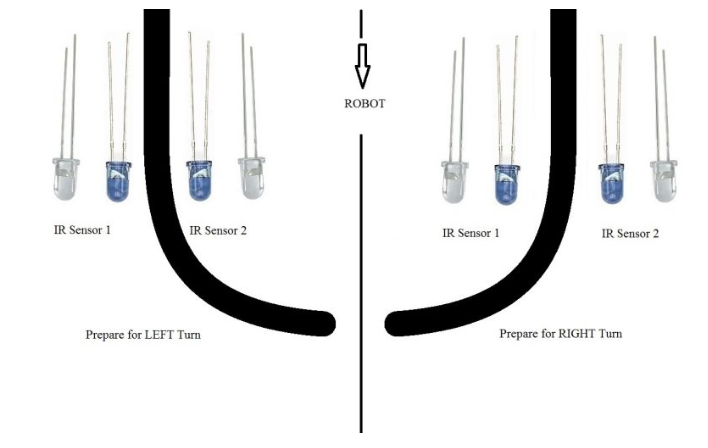 ROBOT
IR Sensor 1
IR Sensor 2
IR Sensor 1
IR Sensor 2
Prepare for LEFT Turn
Prepare for RIGHT Turn